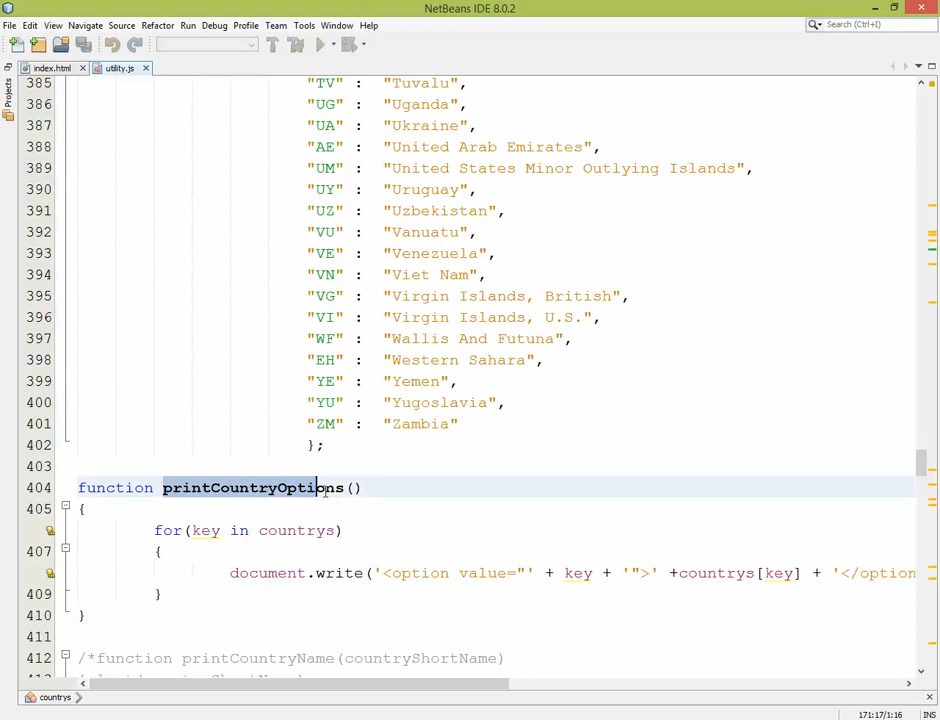 NetBeans IDE 8.0.2
File Edit View Navigate Source Refactor Run Debug Profile Team Tools Window Help
Search (Ctrl+I)
index.html utility.js
Projects
385 "TV" : "Tuvalu",
386 "UG" : "Uganda",
387 "UA" : "Ukraine",
388 "AE" : "United Arab Emirates",
389 "UM" : "United States Minor Outlying Islands",
390 "UY" : "Uruguay",
391 "UZ" : "Uzbekistan",
392 "VU" : "Vanuatu",
393 "VE" : "Venezuela",
394 "VN" : "Viet Nam",
395 "VG" : "Virgin Islands, British",
396 "VI" : "Virgin Islands, U.S.",
397 "WF" : "Wallis And Futuna",
398 "EH" : "Western Sahara",
399 "YE" : "Yemen",
400 "YU" : "Yugoslavia",
401 "ZM" : "Zambia"
402 };
403
404 function printCountryOptions()
405 {
for(key in countrys)
407 {
document.write('<option value="' + key + '">' +countrys[key] + '</option
409 }
410 }
411
412 /*function printCountryName(countryShortName)
countrys
171:17/1:16 INS